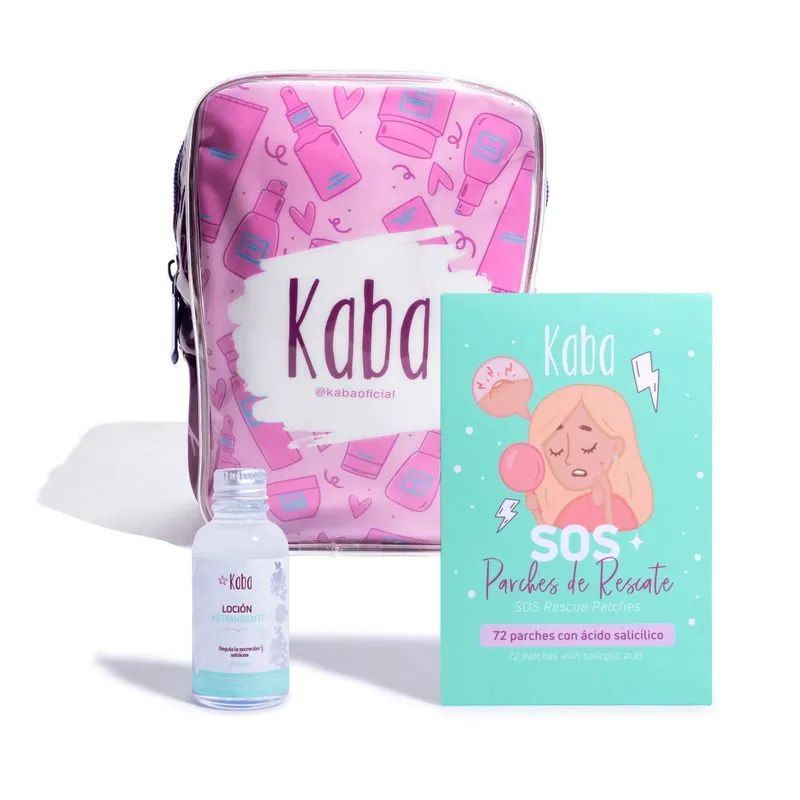 Kaba
@kabaoficial
Kaba
SOS
Parches de Rescate
SOS Rescue Patches
72 parches con ácido salicílico
72 patches with salicylic acid
Kaba
LOCIÓN
ASTRINGENTE
Regula la secreción
sebácea